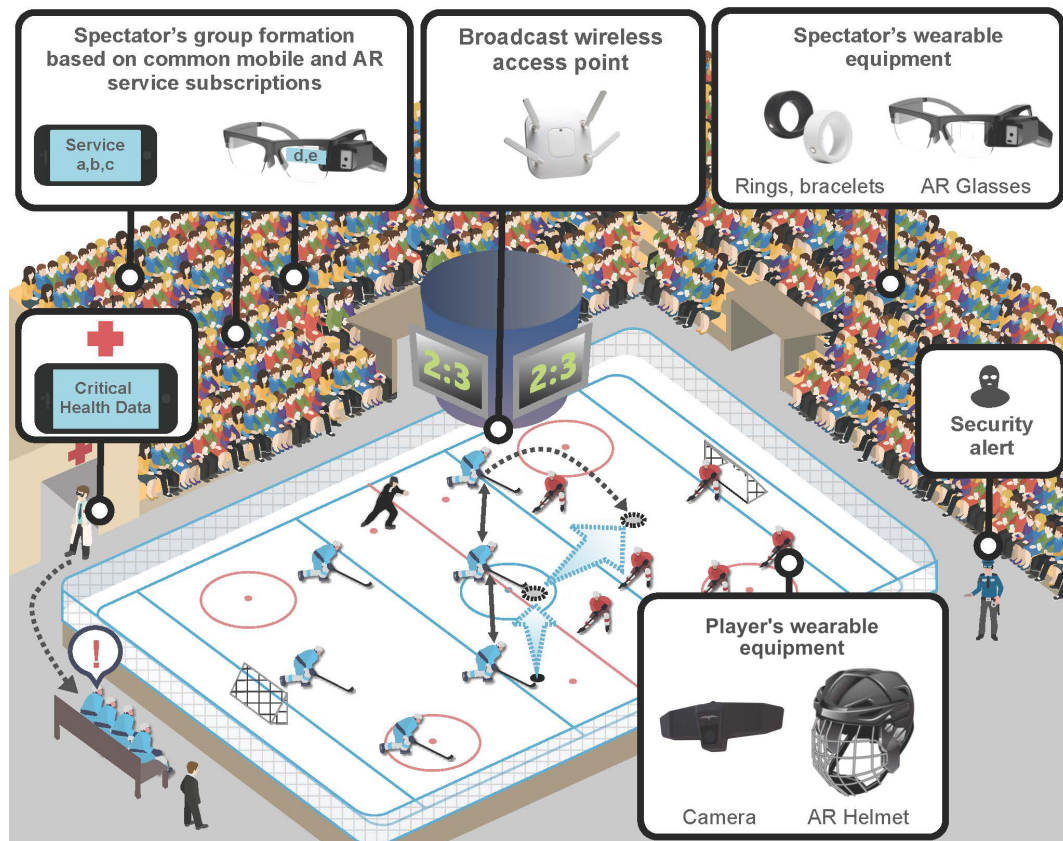 Spectator's group formation
based on common mobile and AR
service subscriptions
Service
a,b,c
d,e
Broadcast wireless
access point
Spectator's wearable
equipment
Rings, bracelets
AR Glasses
Critical
Health Data
2:3
2:3
Security
alert
!
Player's wearable
equipment
Camera
AR Helmet